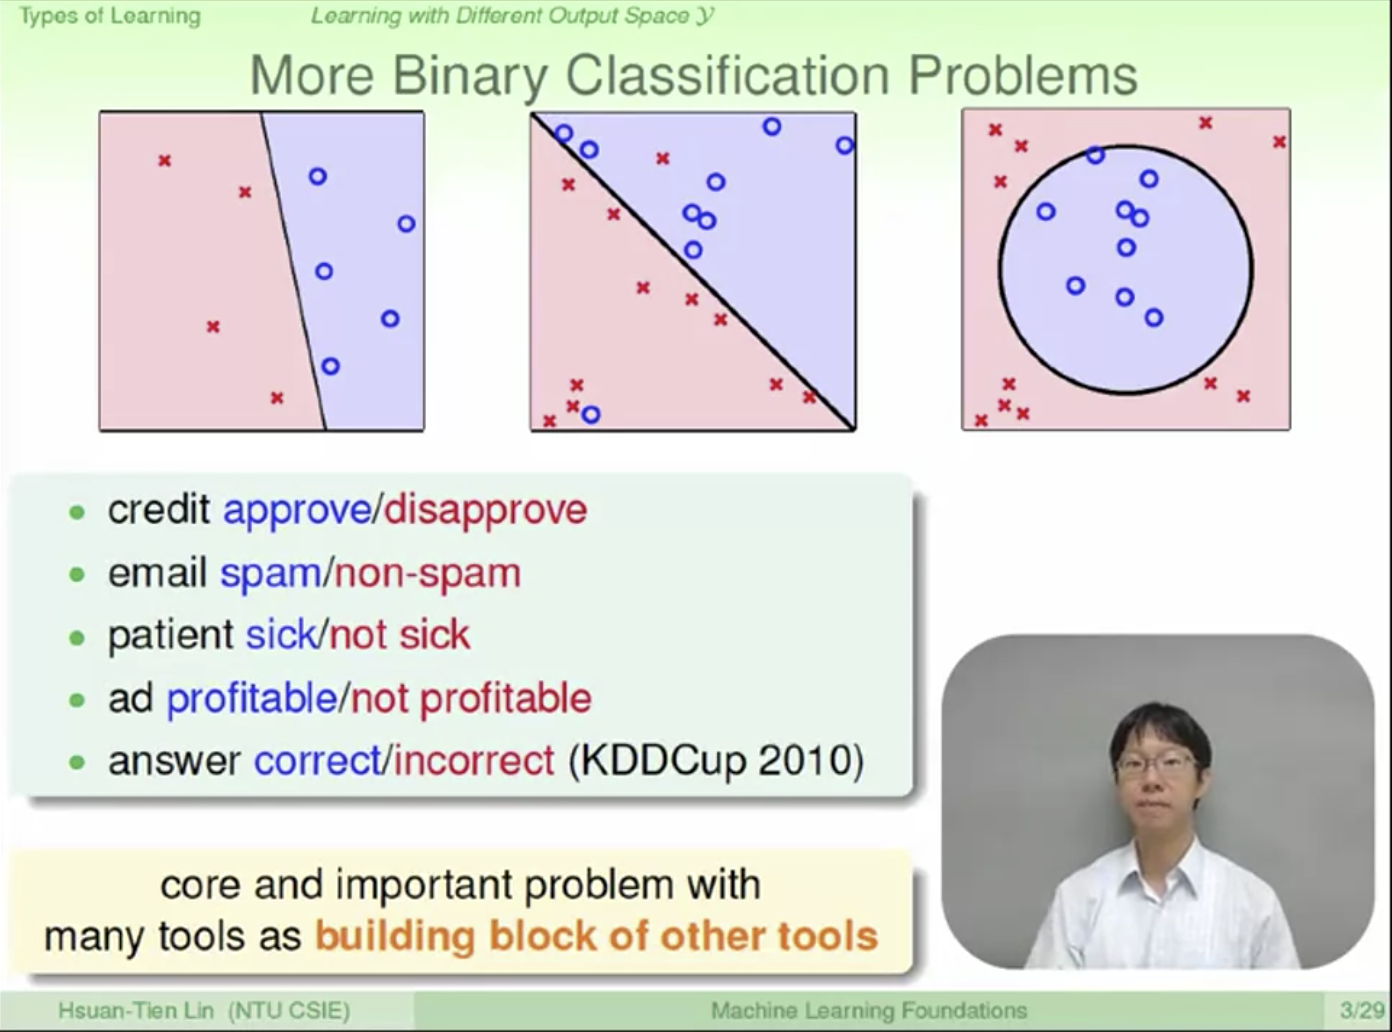 Types of Learning
Learning with Different Output Space 𝒴
More Binary Classification Problems
• credit approve/disapprove
• email spam/non-spam
• patient sick/not sick
• ad profitable/not profitable
• answer correct/incorrect (KDDCup 2010)
core and important problem with
many tools as building block of other tools
Hsuan-Tien Lin (NTU CSIE)
Machine Learning Foundations
3/29